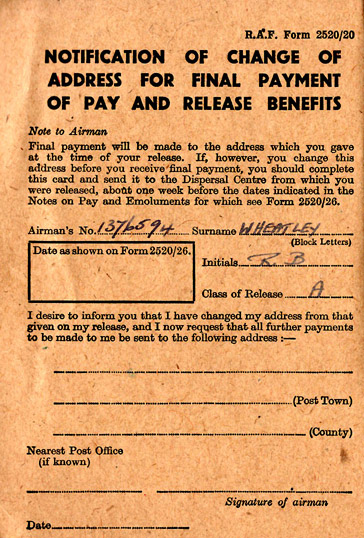 R.A.F. Form 2520/20
NOTIFICATION OF CHANGE OF
ADDRESS FOR FINAL PAYMENT
OF PAY AND RELEASE BENEFITS
Note to Airman
Final payment will be made to the address which you gave
at the time of your release. If, however, you change this
address before you receive final payment, you should complete
this card and send it to the Dispersal Centre from which you
were released, about one week before the dates indicated in the
Notes on Pay and Emoluments for which see Form 2520/26.
Airman's No. 1376594 Surname WHEATLEY
(Block Letters)
Date as shown on Form 2520/26.
Initials R B
Class of Release A
I desire to inform you that I have changed my address from that
given on my release, and I now request that all further payments
to be made to me be sent to the following address :—
(Post Town)
(County)
Nearest Post Office
(if known)
Signature of airman
Date